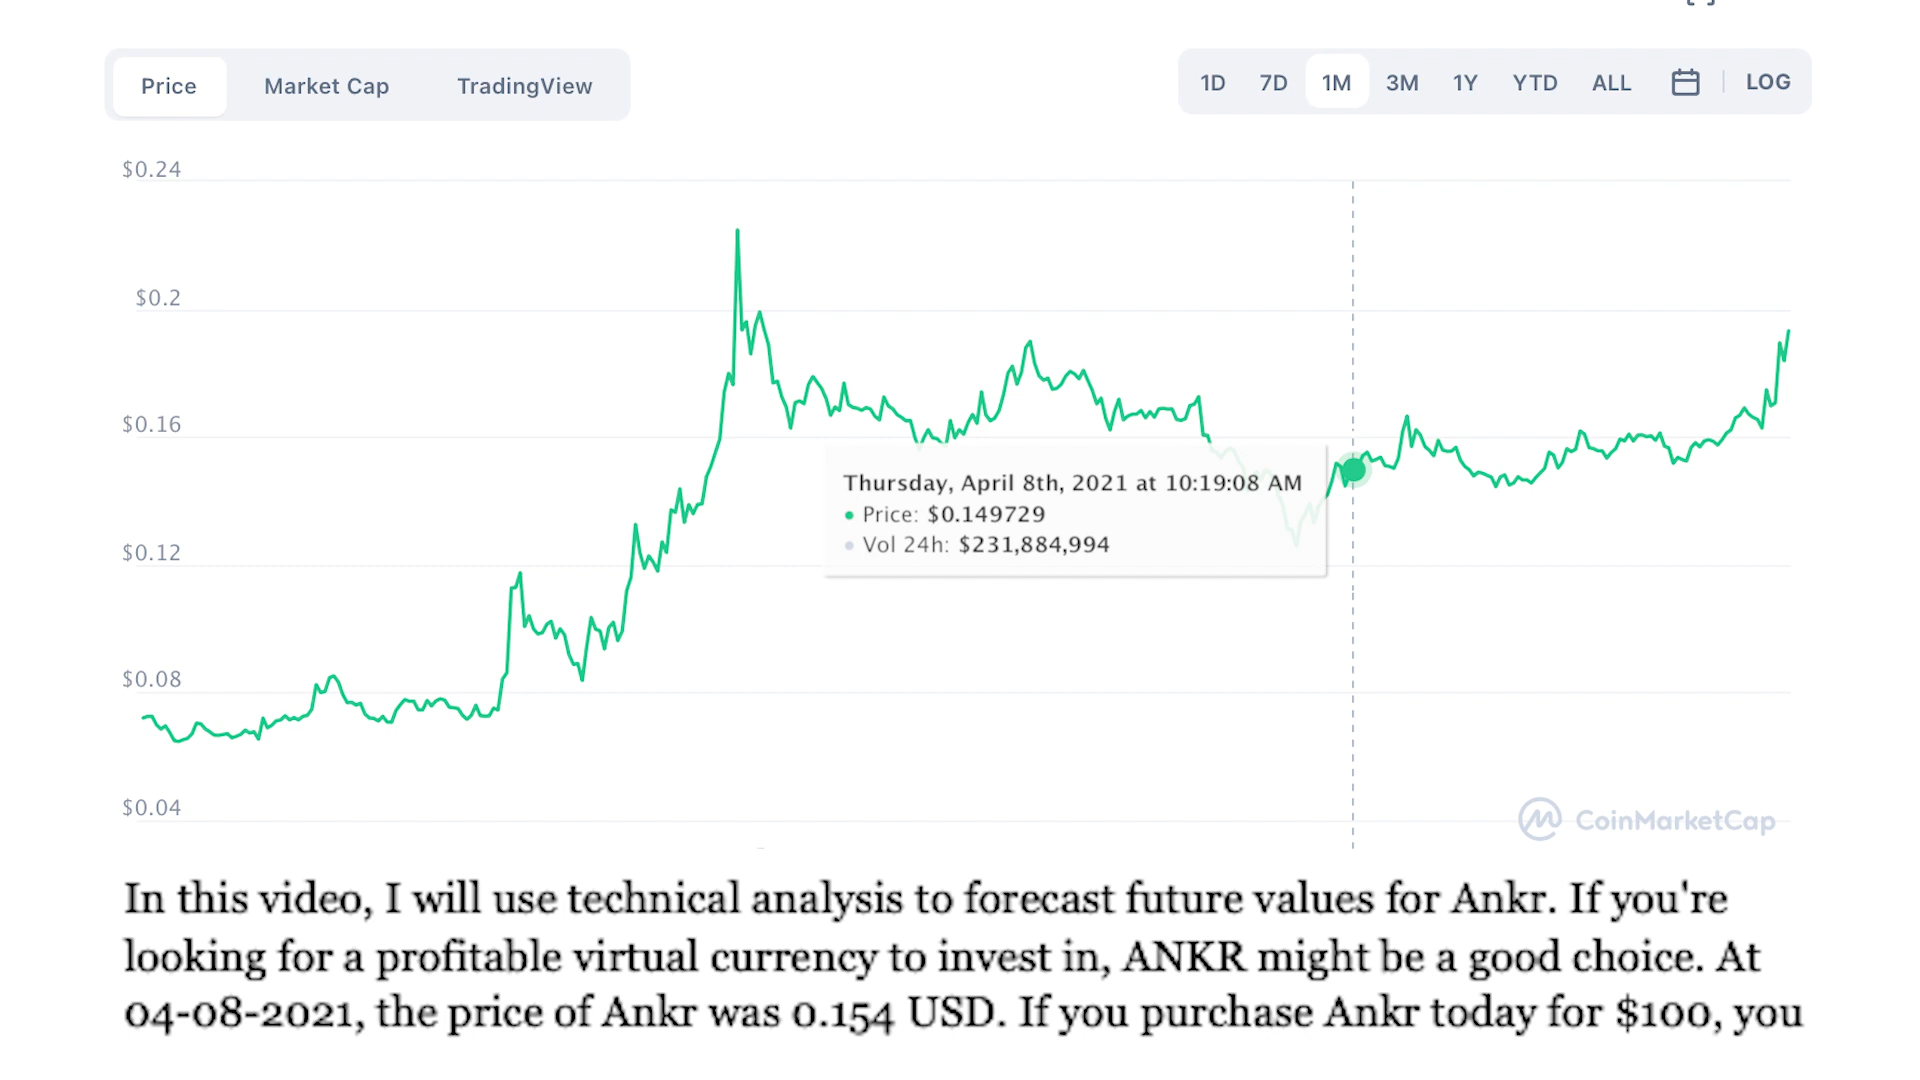 Price Market Cap TradingView
1D 7D 1M 3M 1Y YTD ALL LOG
$0.24
$0.2
$0.16
$0.12
$0.08
$0.04
Thursday, April 8th, 2021 at 10:19:08 AM
Price: $0.149729
Vol 24h: $231,884,994
CoinMarketCap
In this video, I will use technical analysis to forecast future values for Ankr. If you're
looking for a profitable virtual currency to invest in, ANKR might be a good choice. At
04-08-2021, the price of Ankr was 0.154 USD. If you purchase Ankr today for $100, you